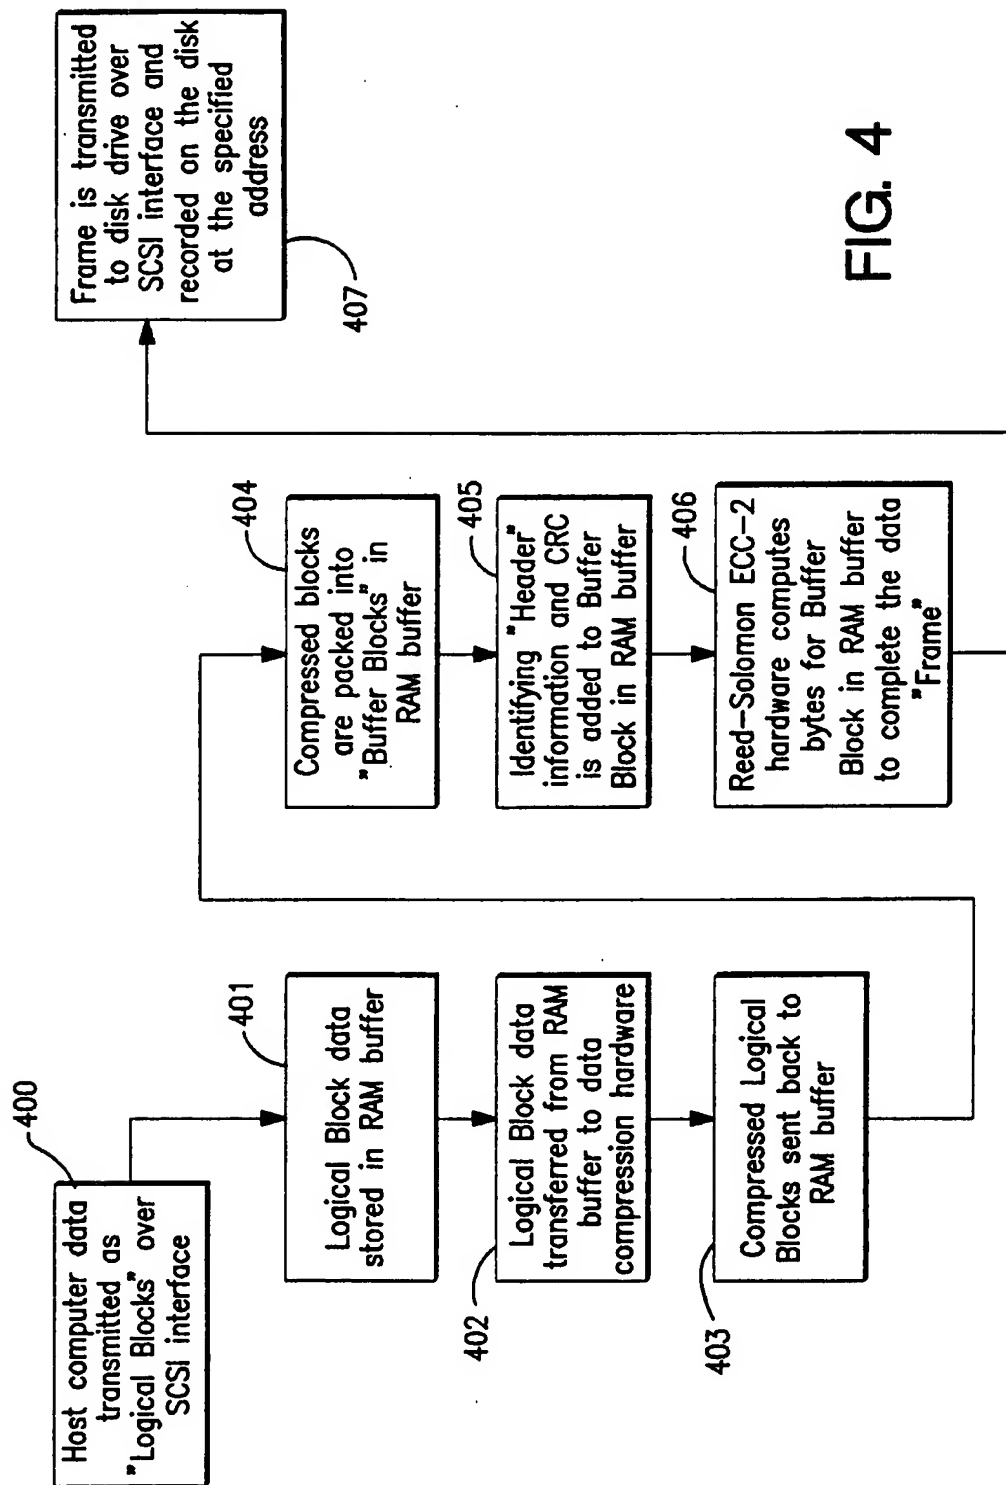 400
Host computer data
transmitted as
"Logical Blocks" over
SCSI interface
401
Logical Block data
stored in RAM buffer
402
Logical Block data
transferred from RAM
buffer to data
compression hardware
403
Compressed Logical
Blocks sent back to
RAM buffer
404
Compressed blocks
are packed into
"Buffer Blocks" in
RAM buffer
405
Identifying "Header"
information and CRC
is added to Buffer
Block in RAM buffer
406
Reed-Solomon ECC-2
hardware computes
bytes for Buffer
Block in RAM buffer
to complete the data
"Frame"
407
Frame is transmitted
to disk drive over
SCSI interface and
recorded on the disk
at the specified
address
FIG. 4